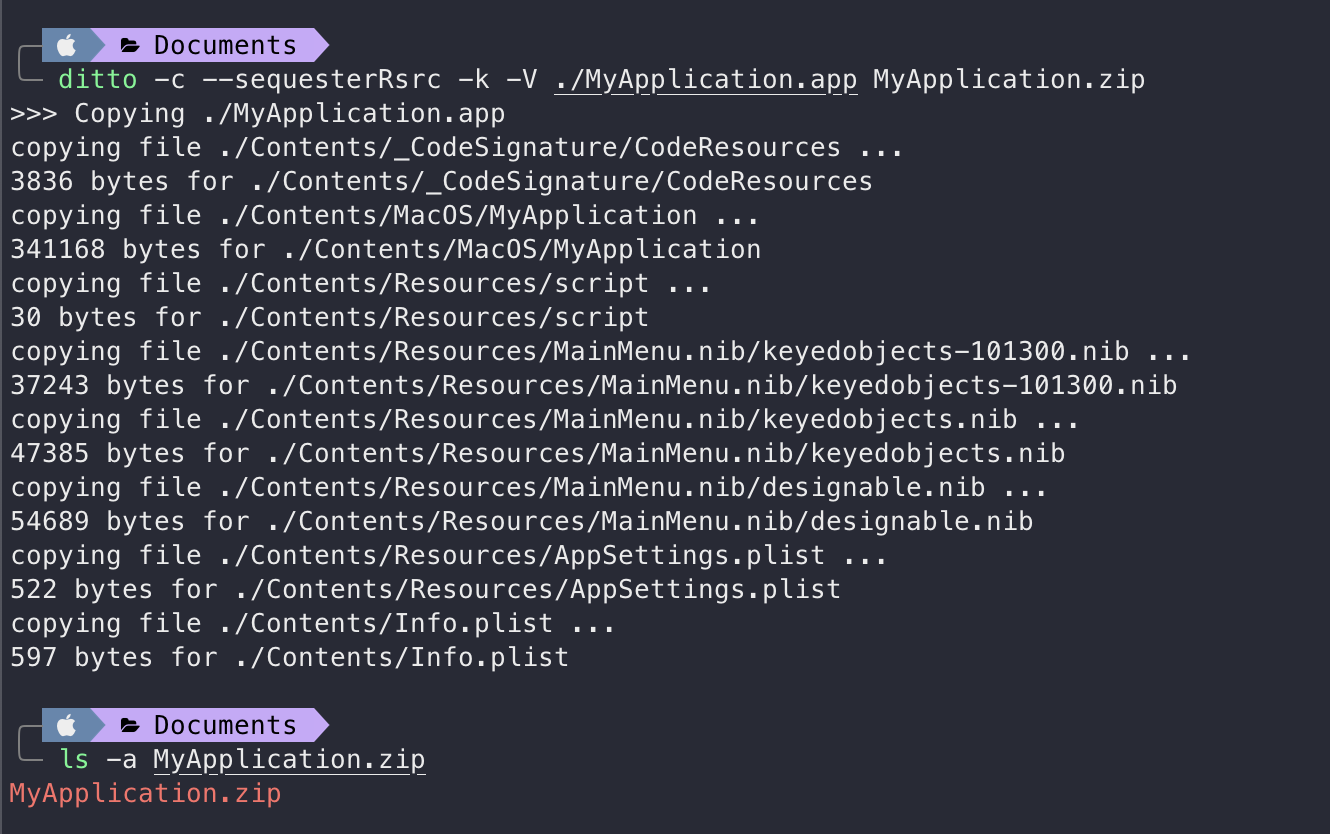 Documents
ditto -c --sequesterRsrc -k -V ./MyApplication.app MyApplication.zip
>>> Copying ./MyApplication.app
copying file ./Contents/_CodeSignature/CodeResources ...
3836 bytes for ./Contents/_CodeSignature/CodeResources
copying file ./Contents/MacOS/MyApplication ...
341168 bytes for ./Contents/MacOS/MyApplication
copying file ./Contents/Resources/script ...
30 bytes for ./Contents/Resources/script
copying file ./Contents/Resources/MainMenu.nib/keyedobjects-101300.nib ...
37243 bytes for ./Contents/Resources/MainMenu.nib/keyedobjects-101300.nib
copying file ./Contents/Resources/MainMenu.nib/keyedobjects.nib ...
47385 bytes for ./Contents/Resources/MainMenu.nib/keyedobjects.nib
copying file ./Contents/Resources/MainMenu.nib/designable.nib ...
54689 bytes for ./Contents/Resources/MainMenu.nib/designable.nib
copying file ./Contents/Resources/AppSettings.plist ...
522 bytes for ./Contents/Resources/AppSettings.plist
copying file ./Contents/Info.plist ...
597 bytes for ./Contents/Info.plist
Documents
ls -a MyApplication.zip
MyApplication.zip